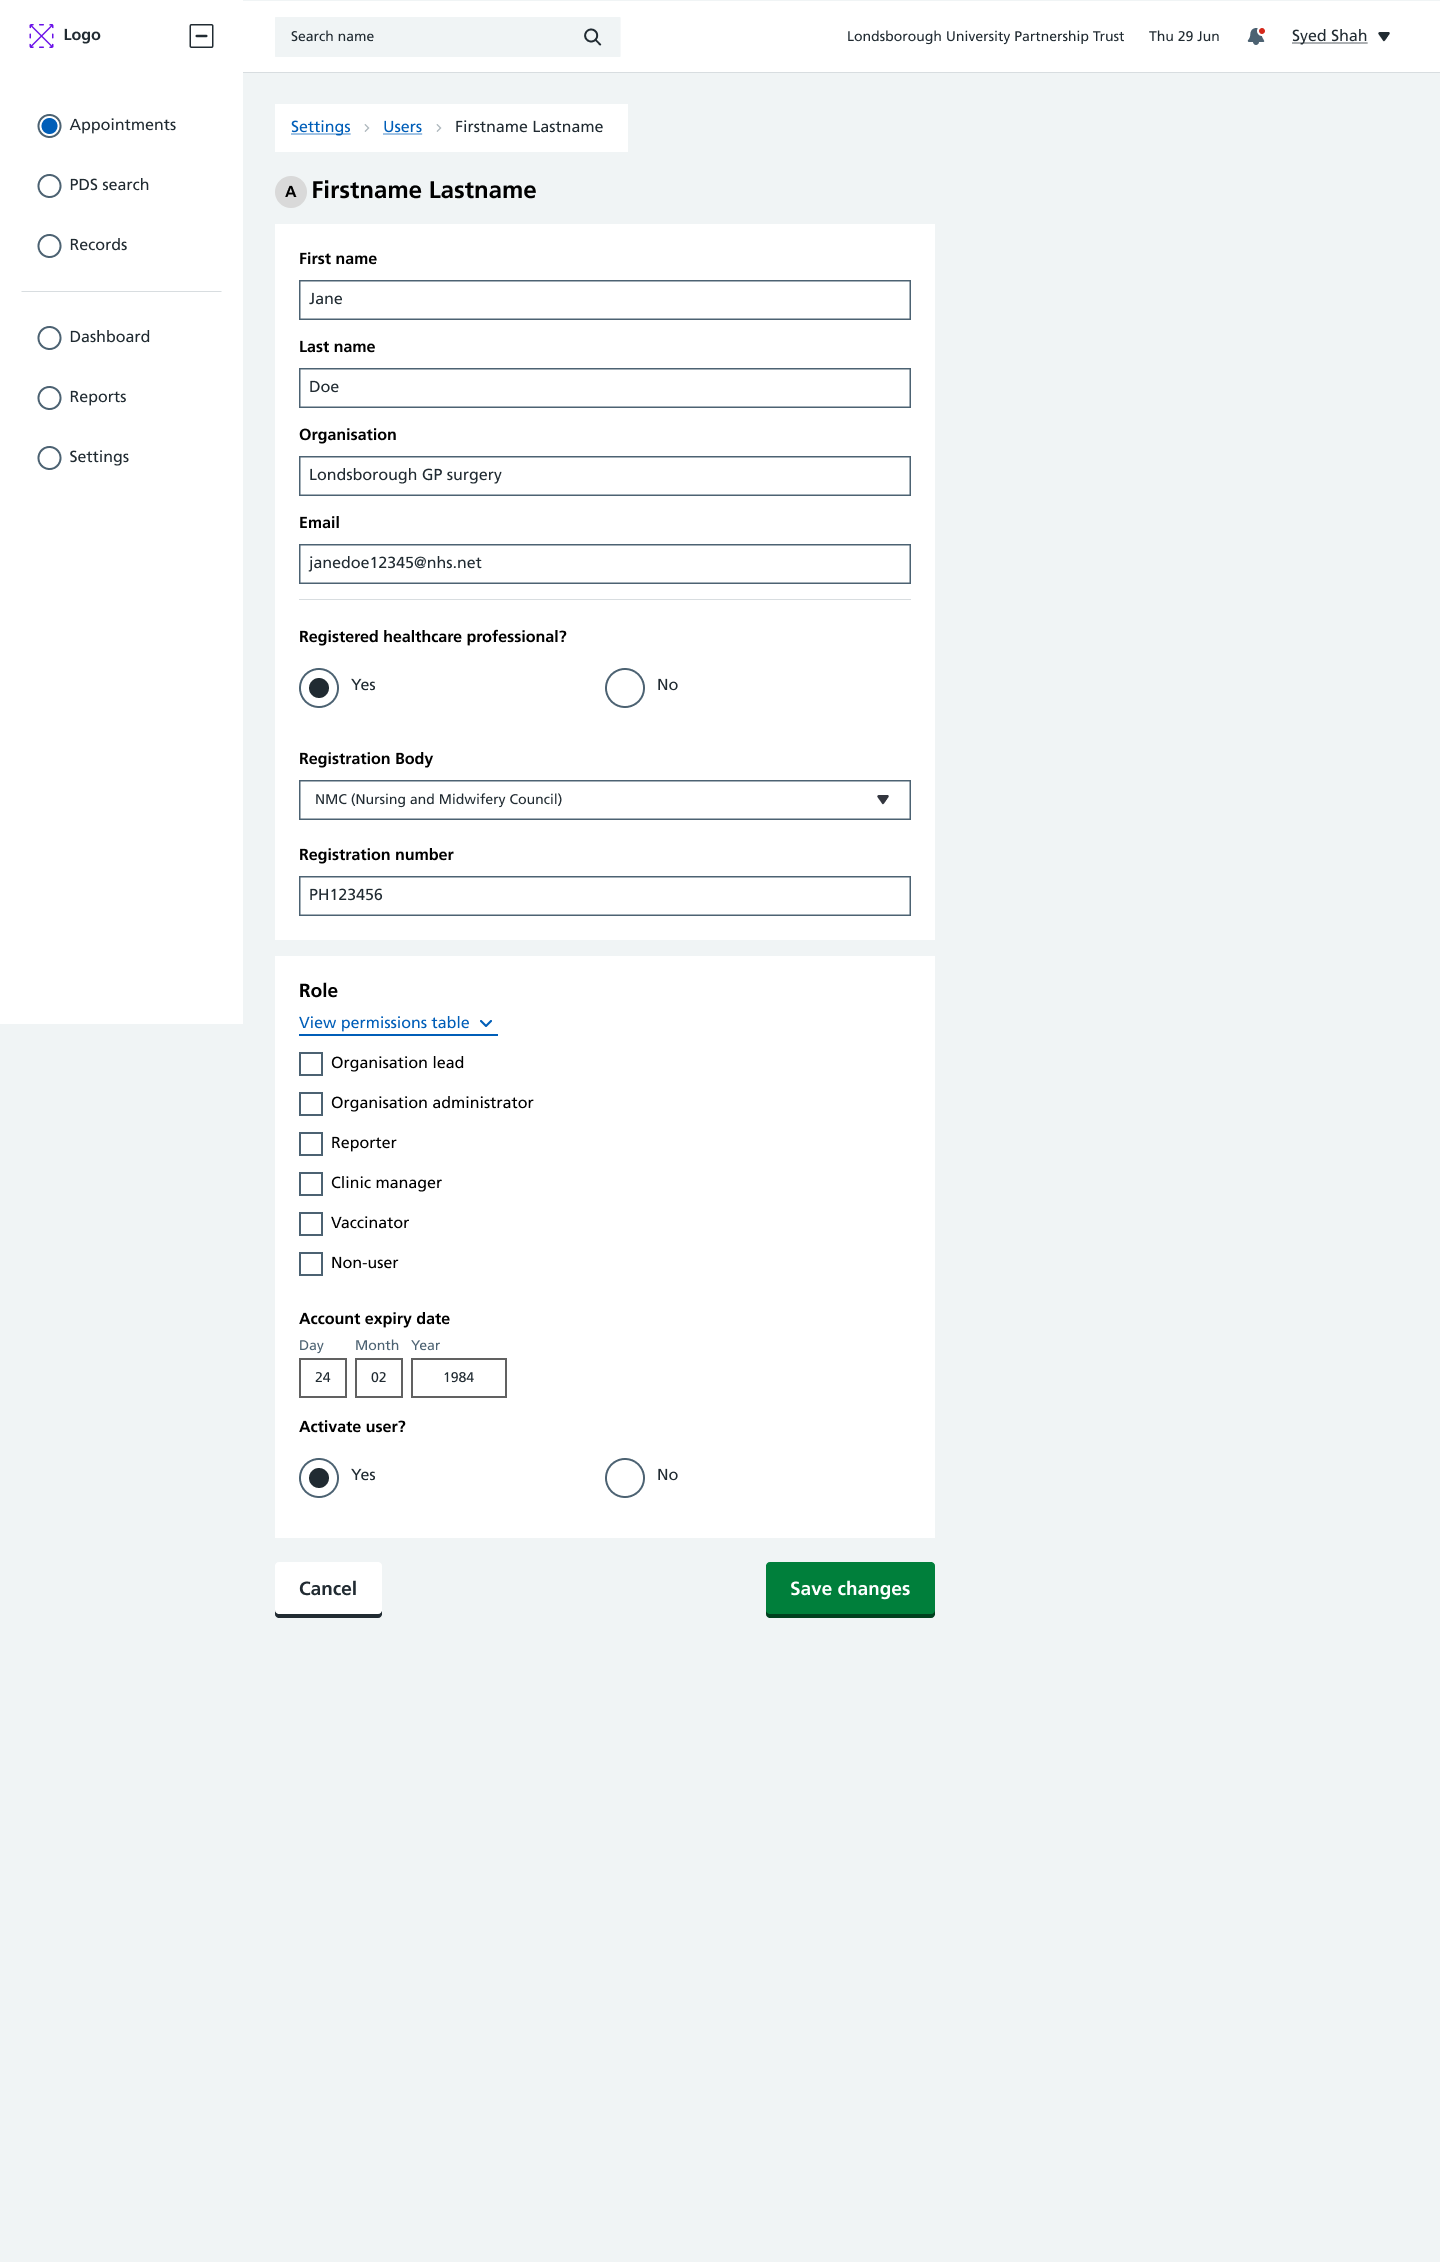 Logo
Search name
Londsborough University Partnership Trust
Thu 29 Jun
Syed Shah
Appointments
PDS search
Records
Dashboard
Reports
Settings
Settings > Users > Firstname Lastname
A Firstname Lastname
First name
Jane
Last name
Doe
Organisation
Londsborough GP surgery
Email
janedoe12345@nhs.net
Registered healthcare professional?
Yes No
Registration Body
NMC (Nursing and Midwifery Council)
Registration number
PH123456
Role
View permissions table
Organisation lead
Organisation administrator
Reporter
Clinic manager
Vaccinator
Non-user
Account expiry date
Day Month Year
24 02 1984
Activate user?
Yes No
Cancel Save changes